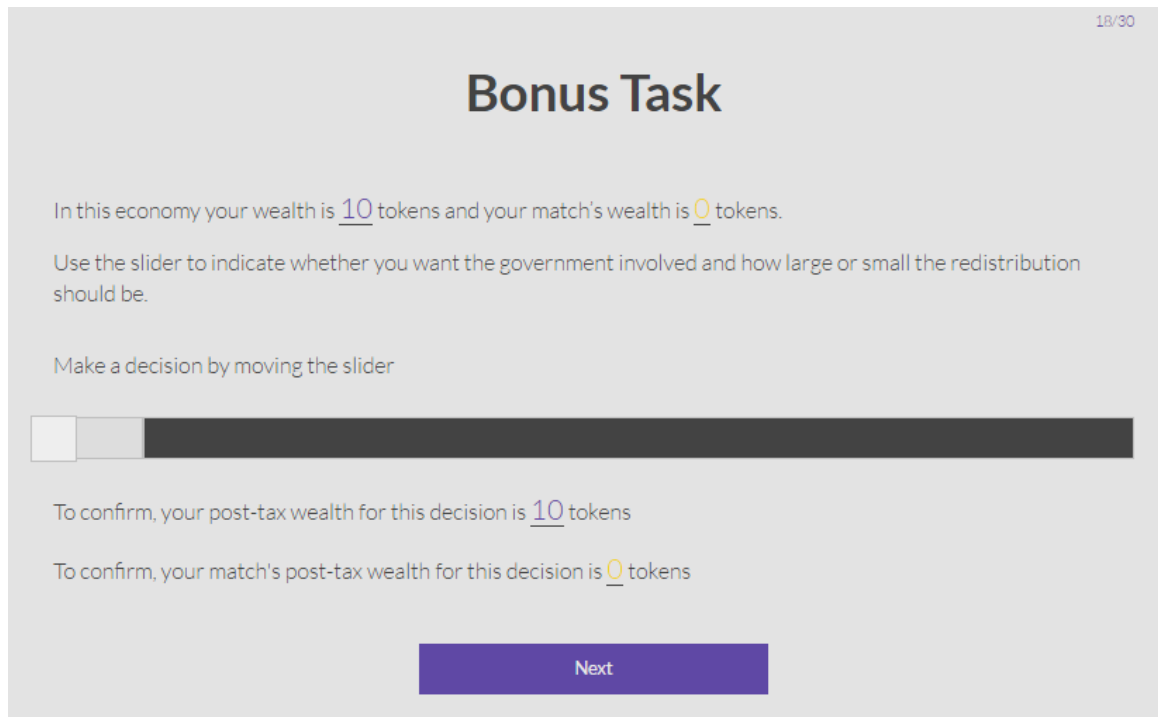 18/30
Bonus Task
In this economy your wealth is 10 tokens and your match’s wealth is 0 tokens.
Use the slider to indicate whether you want the government involved and how large or small the redistribution
should be.
Make a decision by moving the slider
To confirm, your post-tax wealth for this decision is 10 tokens
To confirm, your match's post-tax wealth for this decision is 0 tokens
Next